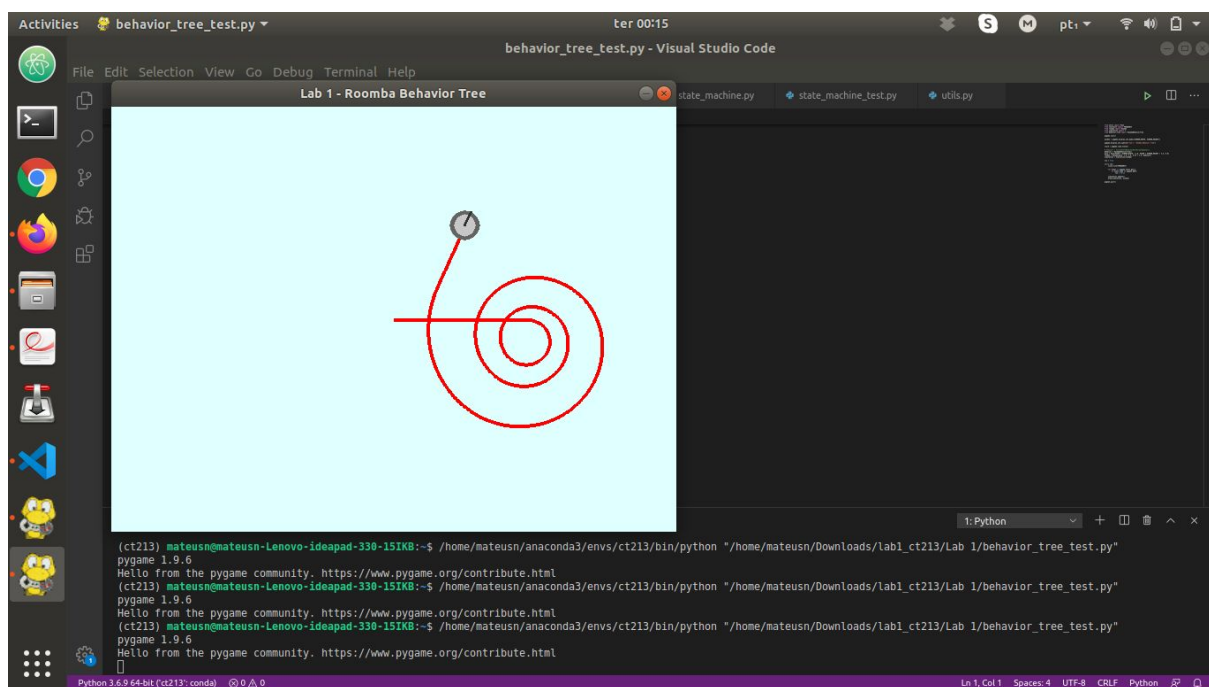 Activities behavior_tree_test.py ter 00:15 S M pt₁
behavior_tree_test.py - Visual Studio Code
File Edit Selection View Go Debug Terminal Help
Lab 1 - Roomba Behavior Tree state_machine.py state_machine_test.py utils.py
1: Python
(ct213) mateusn@mateusn-Lenovo-ideapad-330-15IKB:~$ /home/mateusn/anaconda3/envs/ct213/bin/python "/home/mateusn/Downloads/lab1_ct213/Lab 1/behavior_tree_test.py"
pygame 1.9.6
Hello from the pygame community. https://www.pygame.org/contribute.html
(ct213) mateusn@mateusn-Lenovo-ideapad-330-15IKB:~$ /home/mateusn/anaconda3/envs/ct213/bin/python "/home/mateusn/Downloads/lab1_ct213/Lab 1/behavior_tree_test.py"
pygame 1.9.6
Hello from the pygame community. https://www.pygame.org/contribute.html
(ct213) mateusn@mateusn-Lenovo-ideapad-330-15IKB:~$ /home/mateusn/anaconda3/envs/ct213/bin/python "/home/mateusn/Downloads/lab1_ct213/Lab 1/behavior_tree_test.py"
pygame 1.9.6
Hello from the pygame community. https://www.pygame.org/contribute.html
Python 3.6.9 64-bit ('ct213': conda) 0 0 Ln 1, Col 1 Spaces: 4 UTF-8 CRLF Python